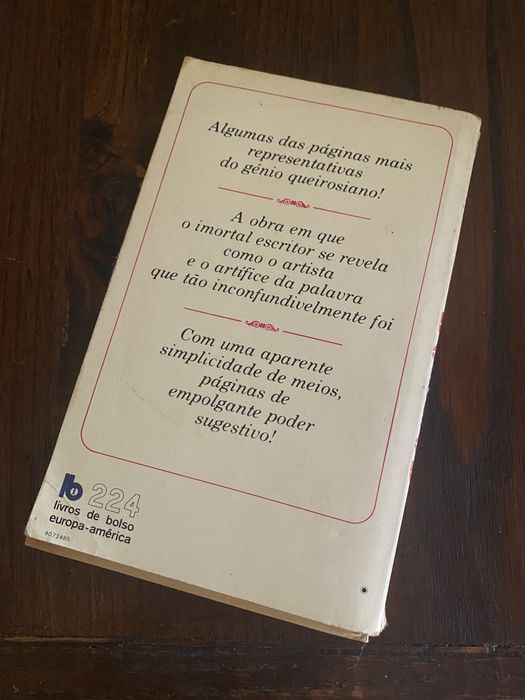 Algumas das páginas mais
representativas
do génio queirosiano!
A obra em que
o imortal escritor se revela
como o artista
e o artífice da palavra
que tão inconfundivelmente foi
Com uma aparente
simplicidade de meios,
páginas de
empolgante poder
sugestivo!
b 224
livros de bolso
europa-américa
4072485